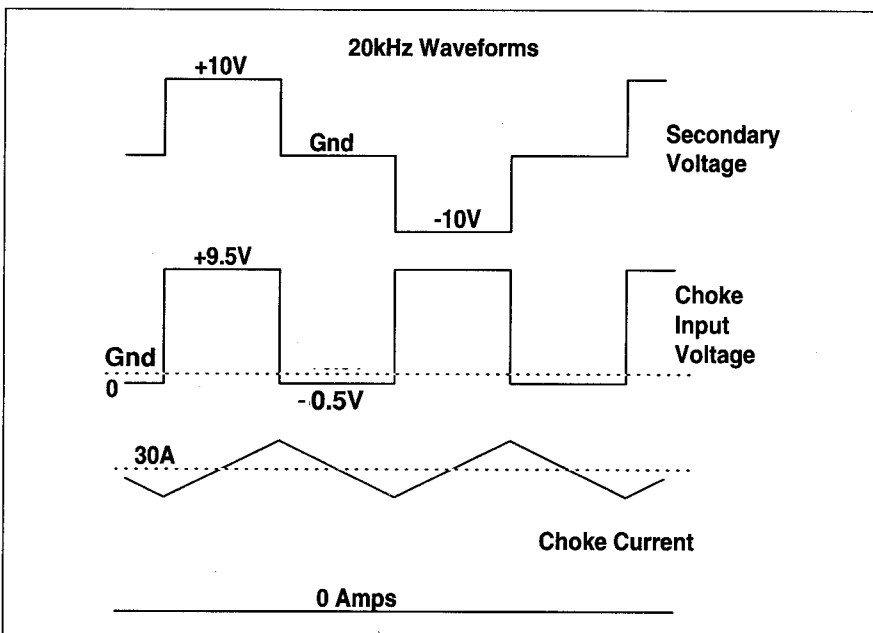 20kHz Waveforms
+10V
Gnd
Secondary
Voltage
-10V
+9.5V
Choke
Input
Voltage
Gnd
0
-0.5V
30A
Choke Current
0 Amps